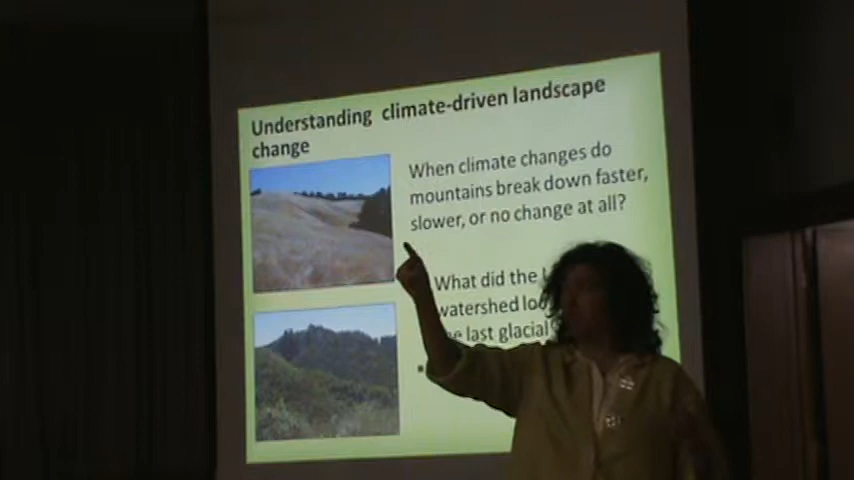 Understanding climate-driven landscape
change
When climate changes do
mountains break down faster,
slower, or no change at all?
What did the
watershed
last glacial